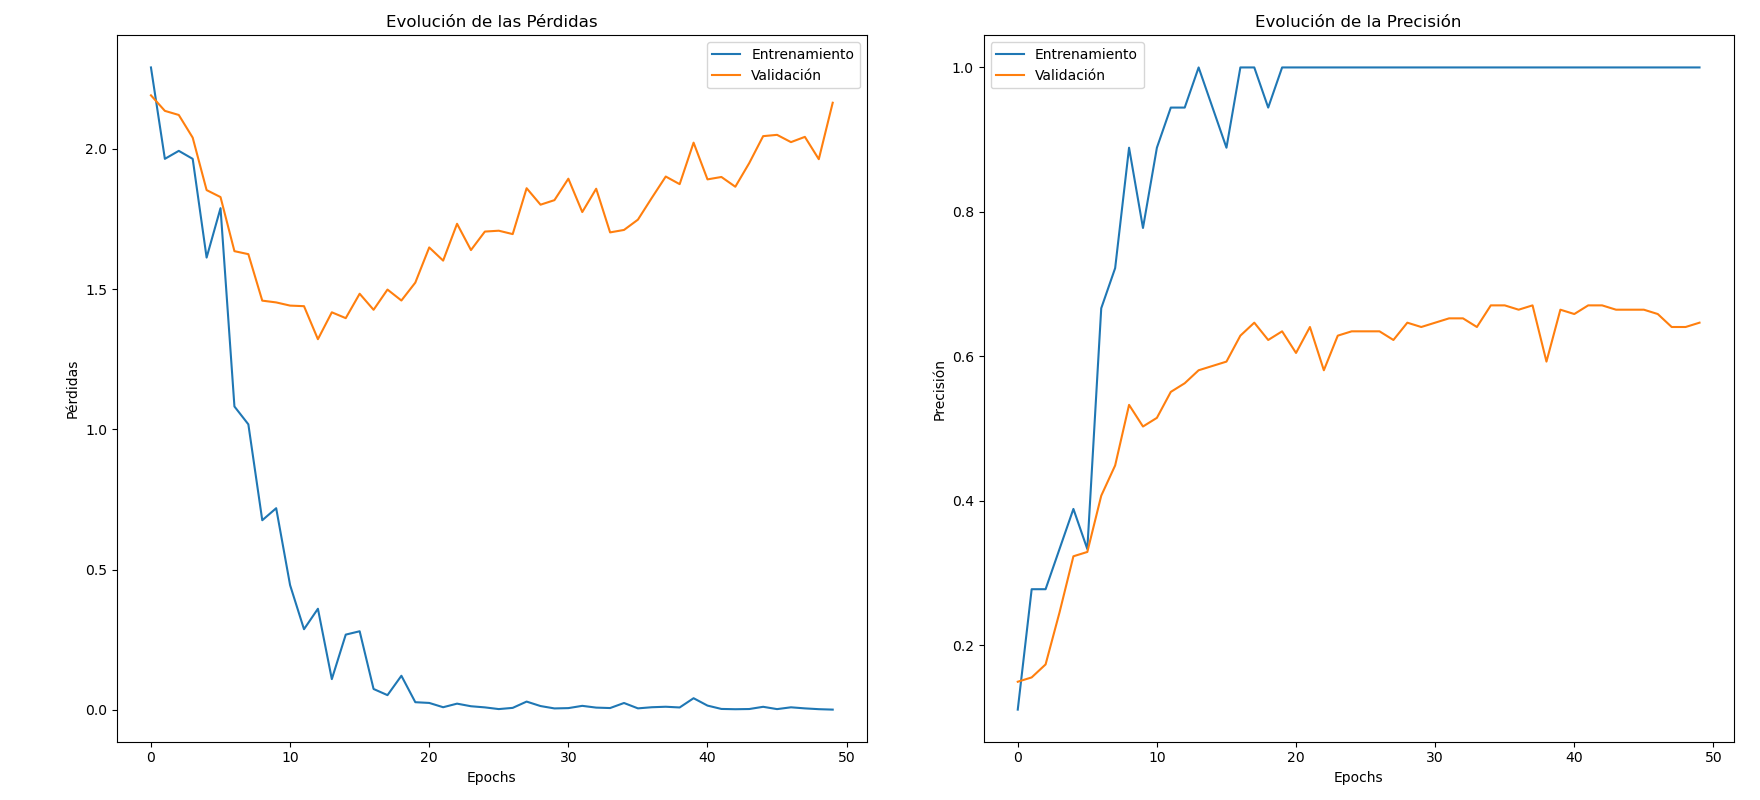 Evolución de las Pérdidas
Entrenamiento
Validación
Pérdidas
2.0
1.5
1.0
0.5
0.0
0 10 20 30 40 50
Epochs
Evolución de la Precisión
Entrenamiento
Validación
Precisión
1.0
0.8
0.6
0.4
0.2
0 10 20 30 40 50
Epochs